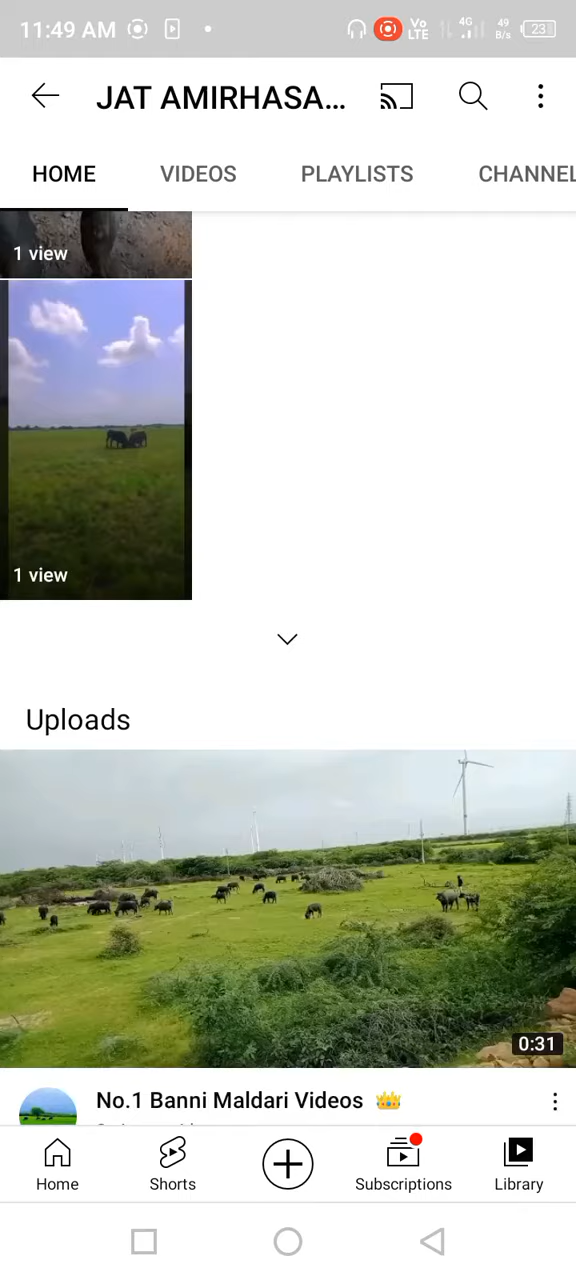 11:49 AM
Vo LTE 4G 49 B/s 23
JAT AMIRHASA...
HOME VIDEOS PLAYLISTS CHANNEL
1 view
1 view
Uploads
0:31
No.1 Banni Maldari Videos 👑
Home Shorts Subscriptions Library